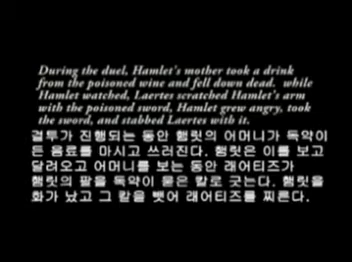 During the duel, Hamlet's mother took a drink
from the poisoned wine and fell down dead. while
Hamlet watched, Laertes scratched Hamlet's arm
with the poisoned sword, Hamlet grew angry, took
the sword, and stabbed Laertes with it.
결투가 진행되는 동안 햄릿의 어머니가 독약이
든 음료를 마시고 쓰러진다. 햄릿은 이를 보고
달려오고 어머니를 보는 동안 래어티즈가
햄릿의 팔을 독약이 묻은 칼로 긋는다. 햄릿을
화가 났고 그 칼을 뺏어 래어티즈를 찌른다.